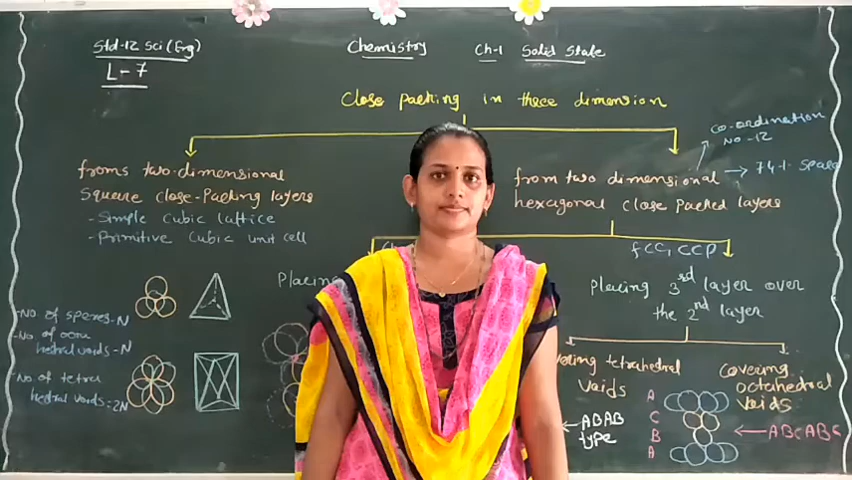 Std-12 Sci (Eng)
Chemistry Ch-1 Solid State
L-7
Close packing in three dimension
Co-ordination
No-12
froms two-dimensional
Square close-Packing layers
- Simple cubic lattice
- Primitive Cubic unit cell
from two dimensional → 74% Space
hexagonal close packed layers
FCC, CCP
Placing
Placing 3rd layer over
the 2nd layer
- No. of speres-N
- No. of octa
hedral voids-N
- No. of tetra
hedral voids=2N
tetrahedral
voids
Covering
octahedral
voids
A
C
B
A
← ABAB
type
← ABCABC